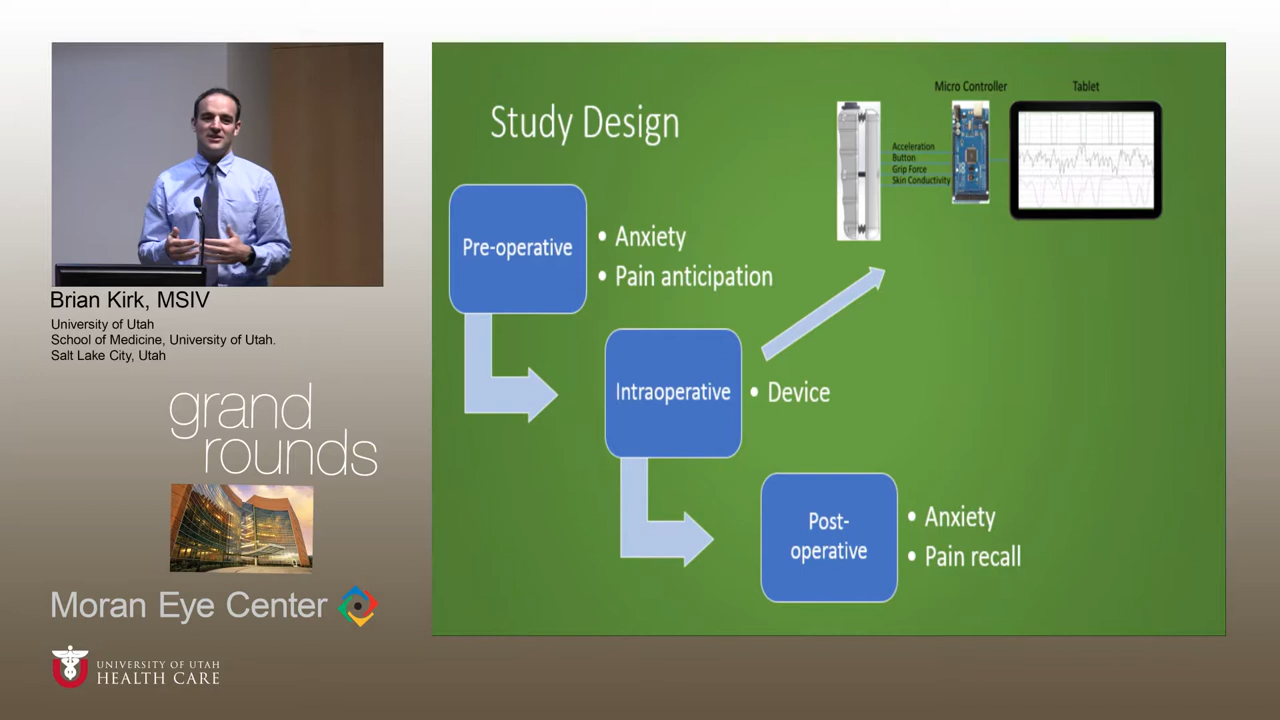 Brian Kirk, MSIV
University of Utah
School of Medicine, University of Utah.
Salt Lake City, Utah
grand
rounds
Moran Eye Center
UNIVERSITY OF UTAH
HEALTH CARE
Study Design
Micro Controller
Tablet
Acceleration
Button
Grip Force
Skin Conductivity
Pre-operative
• Anxiety
• Pain anticipation
Intraoperative
• Device
Post-
operative
• Anxiety
• Pain recall